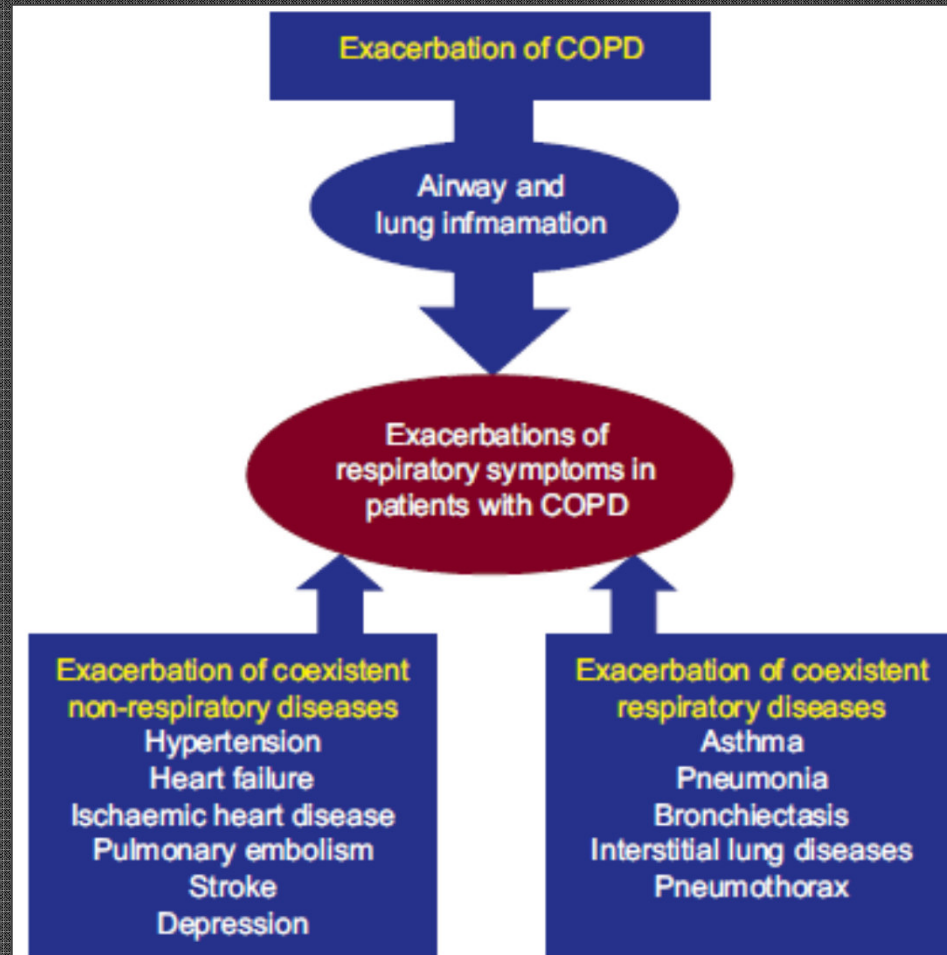 Exacerbation of COPD
Airway and
lung infmamation
Exacerbations of
respiratory symptoms in
patients with COPD
Exacerbation of coexistent
non-respiratory diseases
Hypertension
Heart failure
Ischaemic heart disease
Pulmonary embolism
Stroke
Depression
Exacerbation of coexistent
respiratory diseases
Asthma
Pneumonia
Bronchiectasis
Interstitial lung diseases
Pneumothorax